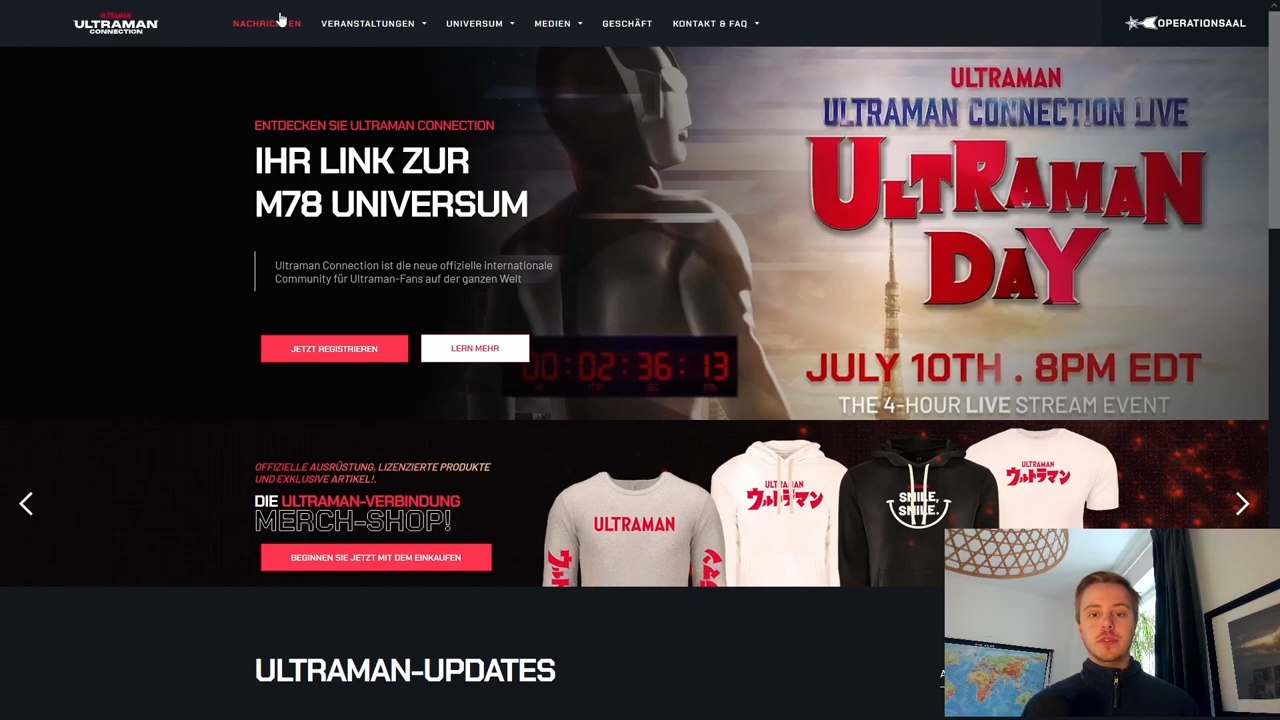 ULTRAMAN
CONNECTION
NACHRICHTEN
VERANSTALTUNGEN
UNIVERSUM
MEDIEN
GESCHÄFT
KONTAKT & FAQ
OPERATIONSAAL
ENTDECKEN SIE ULTRAMAN CONNECTION
IHR LINK ZUR
M78 UNIVERSUM
Ultraman Connection ist die neue offizielle internationale
Community für Ultraman-Fans auf der ganzen Welt
JETZT REGISTRIEREN
LERN MEHR
00:02:36:13
ULTRAMAN
ULTRAMAN CONNECTION LIVE
ULTRAMAN
DAY
JULY 10TH . 8PM EDT
THE 4-HOUR LIVE STREAM EVENT
OFFIZIELLE AUSRÜSTUNG, LIZENZIERTE PRODUKTE
UND EXKLUSIVE ARTIKEL!.
DIE ULTRAMAN-VERBINDUNG
MERCH-SHOP!
BEGINNEN SIE JETZT MIT DEM EINKAUFEN
ULTRAMAN
ULTRAMAN
ウルトラマン
SMILE,
SMILE.
ULTRAMAN
ウルトラマン
ULTRAMAN-UPDATES